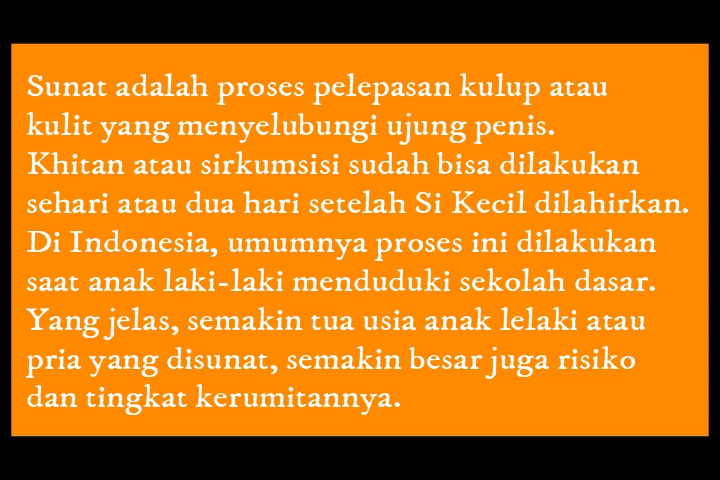 Sunat adalah proses pelepasan kulup atau
kulit yang menyelubungi ujung penis.
Khitan atau sirkumsisi sudah bisa dilakukan
sehari atau dua hari setelah Si Kecil dilahirkan.
Di Indonesia, umumnya proses ini dilakukan
saat anak laki-laki menduduki sekolah dasar.
Yang jelas, semakin tua usia anak lelaki atau
pria yang disunat, semakin besar juga risiko
dan tingkat kerumitannya.